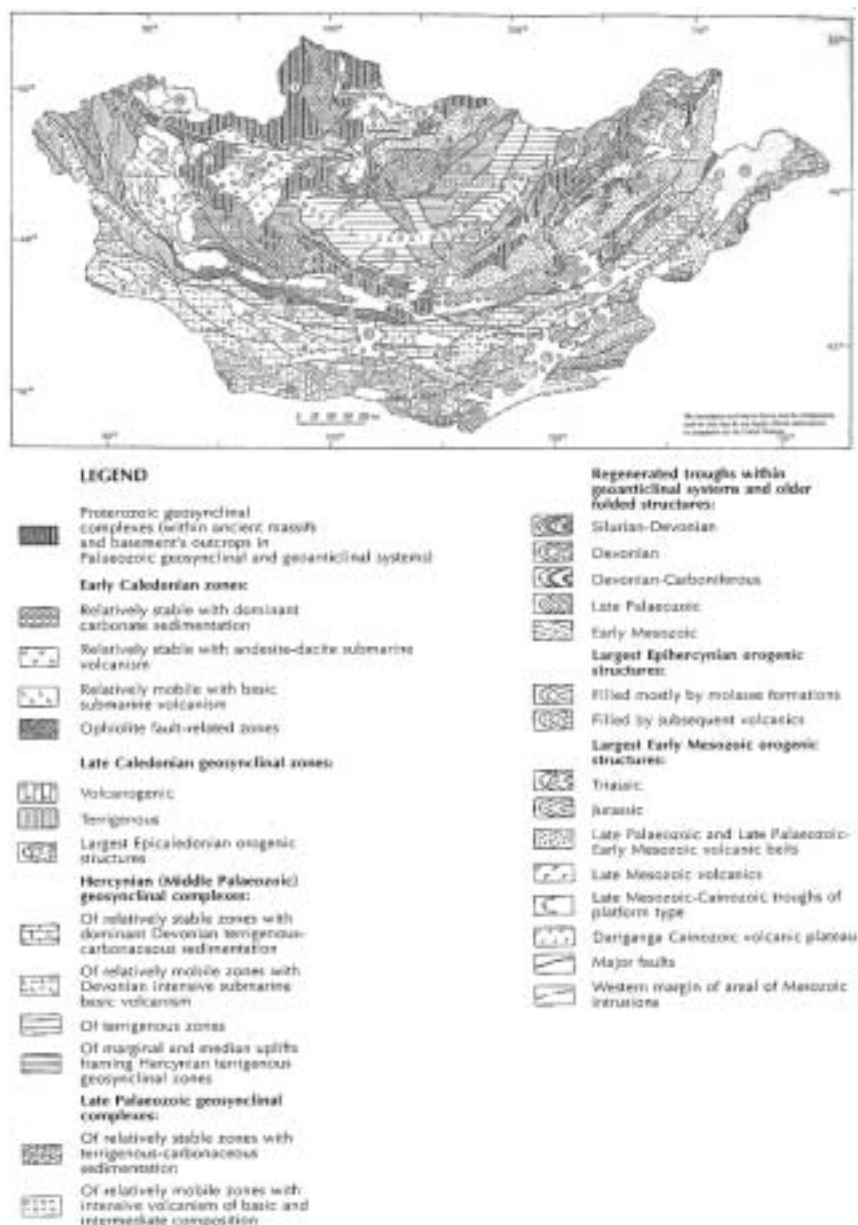 LEGEND
Proterozoic geosynclinal
complexes (within ancient massifs
and basement's outcrops in
Palaeozoic geosynclinal and geoanticlinal systems)
Early Caledonian zones:
Relatively stable with dominant
carbonate sedimentation
Relatively stable with andesite-dacite submarine
volcanism
Relatively mobile with basic
submarine volcanism
Ophiolite fault-related zones
Late Caledonian geosynclinal zones:
Volcanogenic
Terrigenous
Largest Epicaledonian orogenic
structures
Hercynian (Middle Palaeozoic)
geosynclinal complexes:
Of relatively stable zones with
dominant Devonian terrigenous-
carbonaceous sedimentation
Of relatively mobile zones with
Devonian intensive submarine
basic volcanism
Of terrigenous zones
Of marginal and median uplifts
framing Hercynian terrigenous
geosynclinal zones
Late Palaeozoic geosynclinal
complexes:
Of relatively stable zones with
terrigenous-carbonaceous
sedimentation
Of relatively mobile zones with
intensive volcanism of basic and
intermediate composition
Regenerated troughs within
geoanticlinal systems and older
folded structures:
Silurian-Devonian
Devonian
Devonian-Carboniferous
Late Palaeozoic
Early Mesozoic
Largest Epihercynian orogenic
structures:
Filled mostly by molasse formations
Filled by subsequent volcanics
Largest Early Mesozoic orogenic
structures:
Triassic
Jurassic
Late Palaeozoic and Late Palaeozoic-
Early Mesozoic volcanic belts
Late Mesozoic volcanics
Late Mesozoic-Cainozoic troughs of
platform type
Dariganga Cainozoic volcanic plateau
Major faults
Western margin of areal of Mesozoic
intrusions